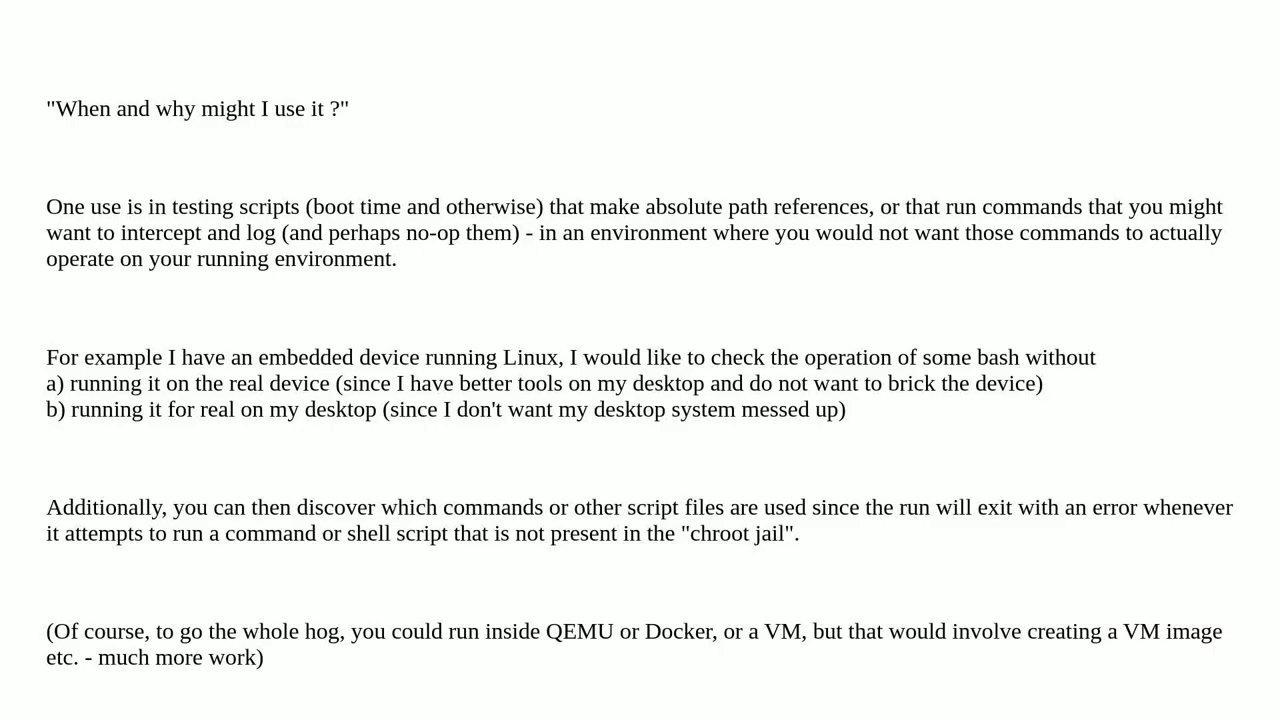 "When and why might I use it ?"
One use is in testing scripts (boot time and otherwise) that make absolute path references, or that run commands that you might
want to intercept and log (and perhaps no-op them) - in an environment where you would not want those commands to actually
operate on your running environment.
For example I have an embedded device running Linux, I would like to check the operation of some bash without
a) running it on the real device (since I have better tools on my desktop and do not want to brick the device)
b) running it for real on my desktop (since I don't want my desktop system messed up)
Additionally, you can then discover which commands or other script files are used since the run will exit with an error whenever
it attempts to run a command or shell script that is not present in the "chroot jail".
(Of course, to go the whole hog, you could run inside QEMU or Docker, or a VM, but that would involve creating a VM image
etc. - much more work)